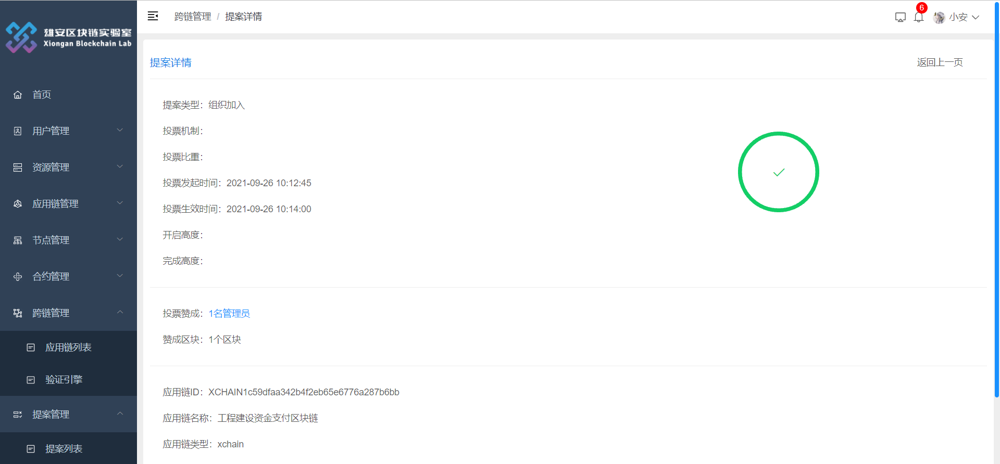 雄安区块链实验室
Xiongan Blockchain Lab
首页
用户管理
资源管理
应用链管理
节点管理
合约管理
跨链管理
应用链列表
验证引擎
提案管理
提案列表
跨链管理 / 提案详情
6
小安
提案详情
返回上一页
提案类型：组织加入
投票机制：
投票比重：
投票发起时间：2021-09-26 10:12:45
投票生效时间：2021-09-26 10:14:00
开启高度：
完成高度：
投票赞成：1名管理员
赞成区块：1个区块
应用链ID：XCHAIN1c59dfaa342b4f2eb65e6776a287b6bb
应用链名称：工程建设资金支付区块链
应用链类型：xchain